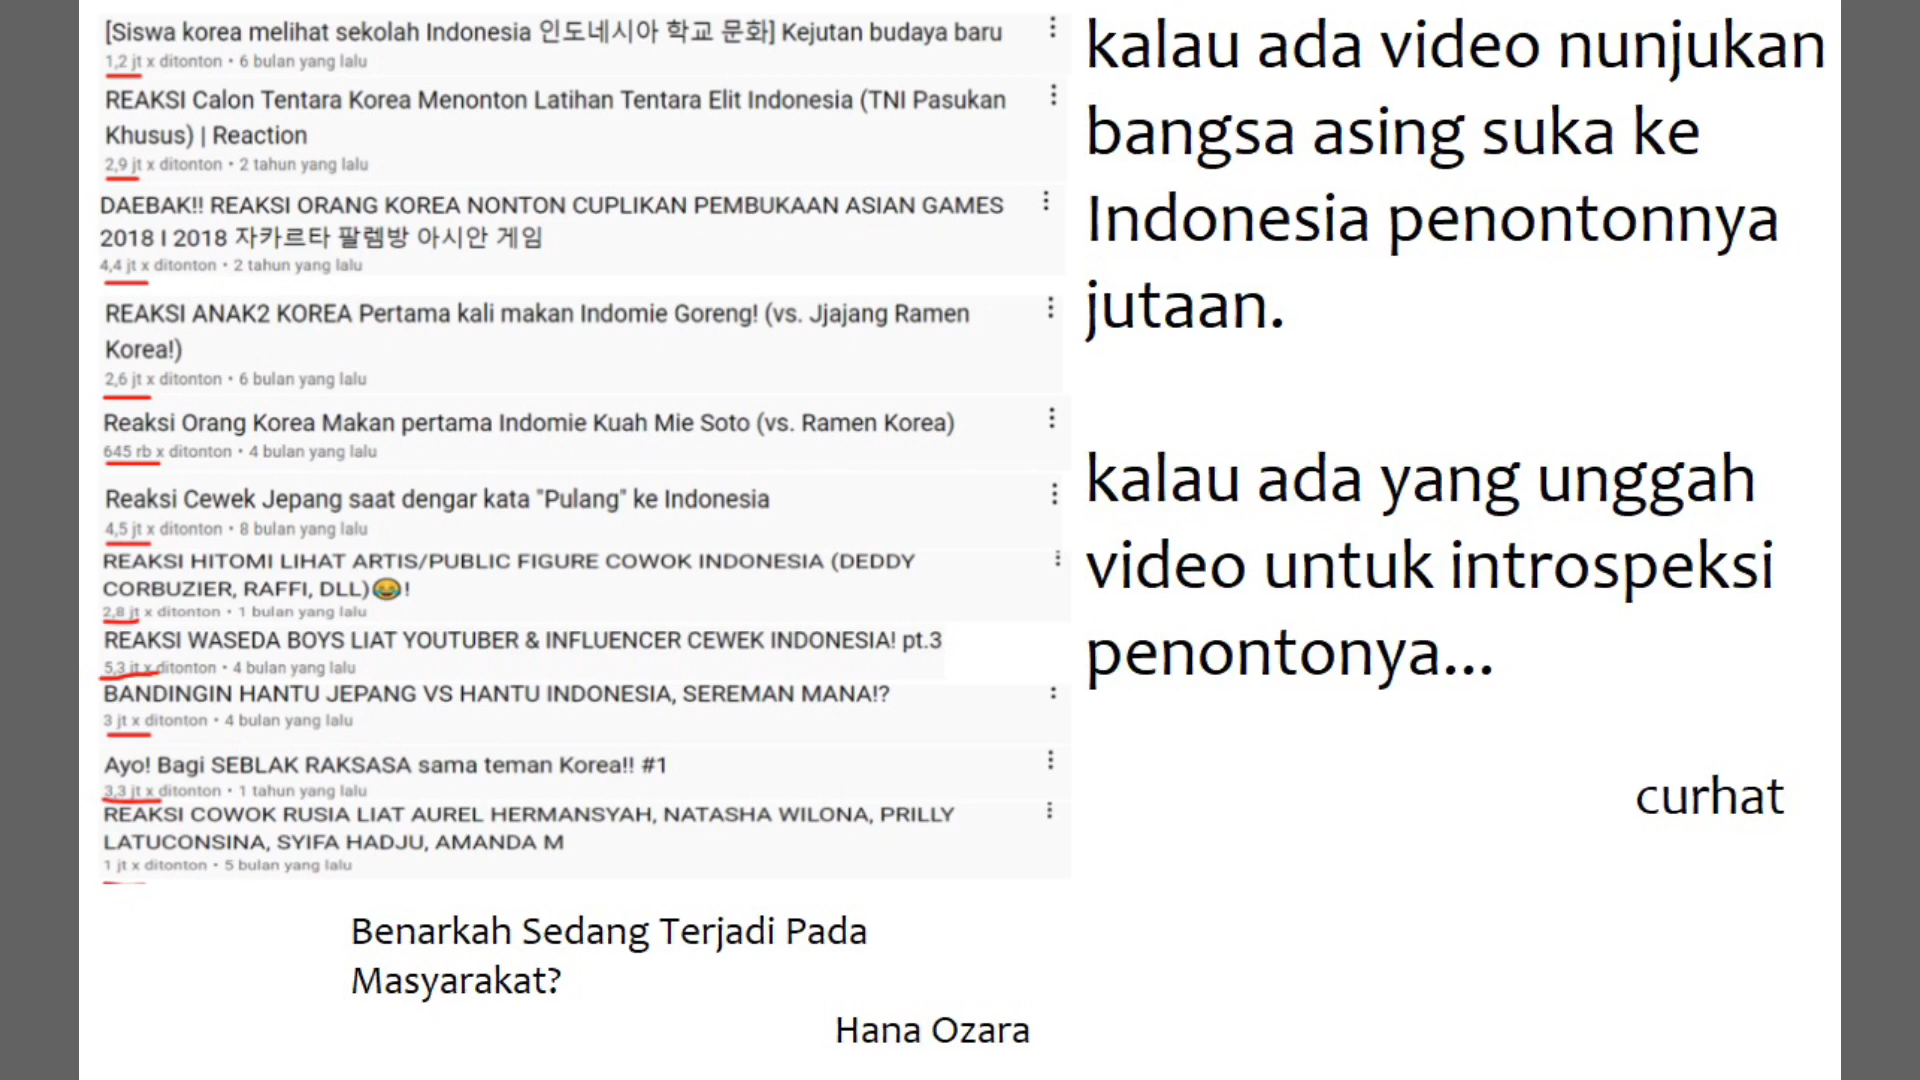 [Siswa korea melihat sekolah Indonesia 인도네시아 학교 문화] Kejutan budaya baru
1,2 jt x ditonton • 6 bulan yang lalu
REAKSI Calon Tentara Korea Menonton Latihan Tentara Elit Indonesia (TNI Pasukan
Khusus) | Reaction
2,9 jt x ditonton • 2 tahun yang lalu
DAEBAK!! REAKSI ORANG KOREA NONTON CUPLIKAN PEMBUKAAN ASIAN GAMES
2018 I 2018 자카르타 팔렘방 아시안 게임
4,4 jt x ditonton • 2 tahun yang lalu
REAKSI ANAK2 KOREA Pertama kali makan Indomie Goreng! (vs. Jjajang Ramen
Korea!)
2,6 jt x ditonton • 6 bulan yang lalu
Reaksi Orang Korea Makan pertama Indomie Kuah Mie Soto (vs. Ramen Korea)
645 rb x ditonton • 4 bulan yang lalu
Reaksi Cewek Jepang saat dengar kata "Pulang" ke Indonesia
4,5 jt x ditonton • 8 bulan yang lalu
REAKSI HITOMI LIHAT ARTIS/PUBLIC FIGURE COWOK INDONESIA (DEDDY
CORBUZIER, RAFFI, DLL)😂!
2,8 jt x ditonton • 1 bulan yang lalu
REAKSI WASEDA BOYS LIAT YOUTUBER & INFLUENCER CEWEK INDONESIA! pt.3
5,3 jt x ditonton • 4 bulan yang lalu
BANDINGIN HANTU JEPANG VS HANTU INDONESIA, SEREMAN MANA!?
3 jt x ditonton • 4 bulan yang lalu
Ayo! Bagi SEBLAK RAKSASA sama teman Korea!! #1
3,3 jt x ditonton • 1 tahun yang lalu
REAKSI COWOK RUSIA LIAT AUREL HERMANSYAH, NATASHA WILONA, PRILLY
LATUCONSINA, SYIFA HADJU, AMANDA M
1 jt x ditonton • 5 bulan yang lalu
kalau ada video nunjukan
bangsa asing suka ke
Indonesia penontonnya
jutaan.
kalau ada yang unggah
video untuk introspeksi
penontonya...
curhat
Benarkah Sedang Terjadi Pada
Masyarakat?
Hana Ozara